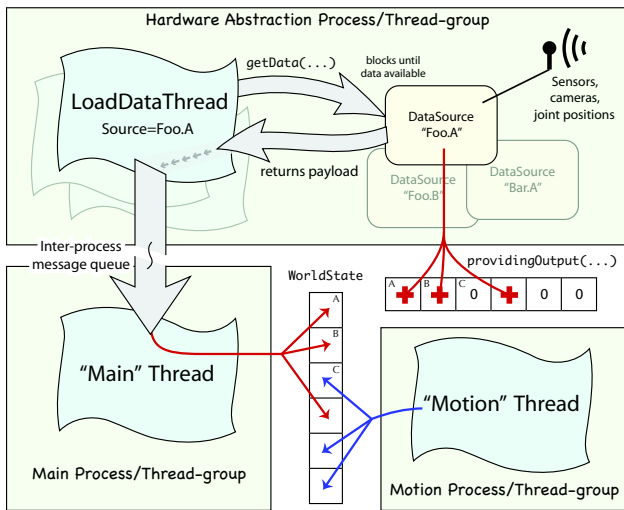 Hardware Abstraction Process/Thread-group
getData(...)
blocks until
data available
LoadDataThread
Source=Foo.A
Sensors,
cameras,
joint positions
DataSource
"Foo.A"
returns payload
DataSource
"Foo.B"
DataSource
"Bar.A"
Inter-process
message queue
providingOutput(...)
A B C
0 0 0
WorldState
A
B
C
"Main" Thread
"Motion" Thread
Main Process/Thread-group
Motion Process/Thread-group